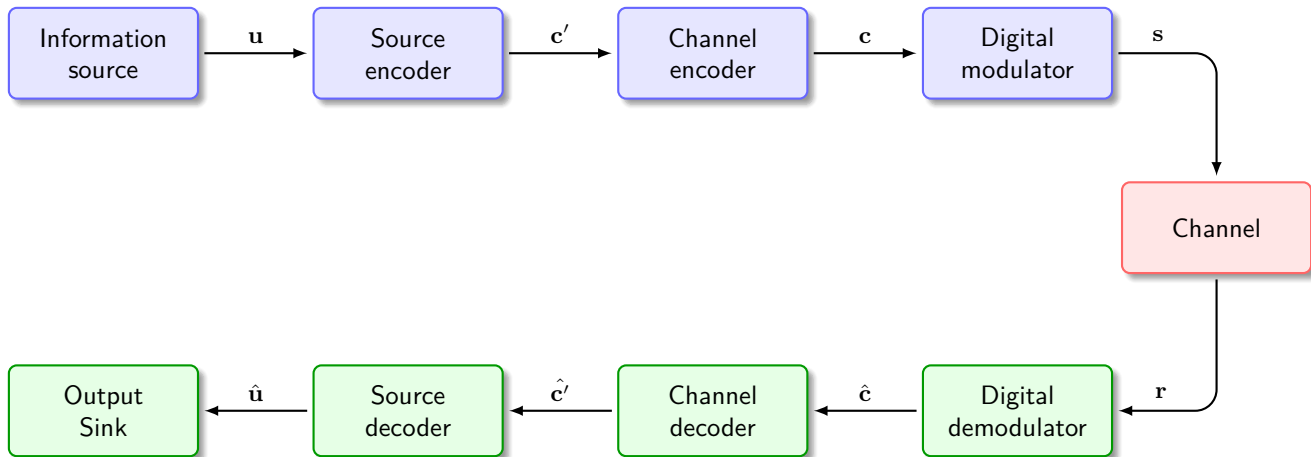 Information
source
u
Source
encoder
c′
Channel
encoder
c
Digital
modulator
s
Channel
Output
Sink
û
Source
decoder
ĉ′
Channel
decoder
ĉ
Digital
demodulator
r